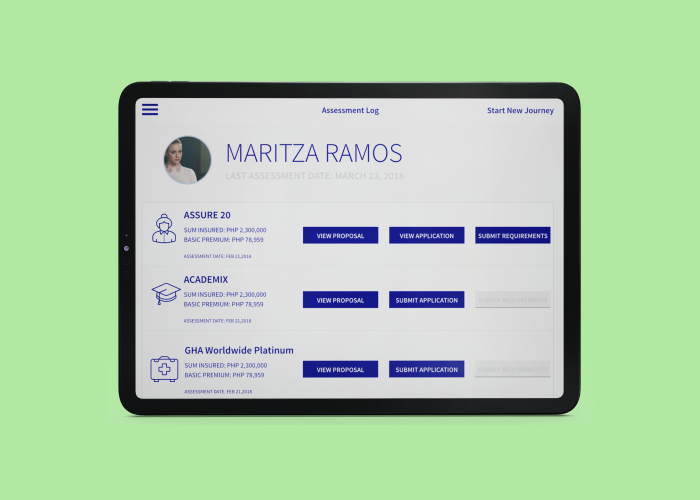 Assessment Log
Start New Journey
MARITZA RAMOS
LAST ASSESSMENT DATE: MARCH 23, 2018
ASSURE 20
SUM INSURED: PHP 2,300,000
BASIC PREMIUM: PHP 78,959
ASSESSMENT DATE: FEB 21,2018
VIEW PROPOSAL
VIEW APPLICATION
SUBMIT REQUIREMENTS
ACADEMIX
SUM INSURED: PHP 2,300,000
BASIC PREMIUM: PHP 78,959
ASSESSMENT DATE: FEB 21,2018
VIEW PROPOSAL
SUBMIT APPLICATION
SUBMIT REQUIREMENTS
GHA Worldwide Platinum
SUM INSURED: PHP 2,300,000
BASIC PREMIUM: PHP 78,959
ASSESSMENT DATE: FEB 21,2018
VIEW PROPOSAL
SUBMIT APPLICATION
SUBMIT REQUIREMENTS